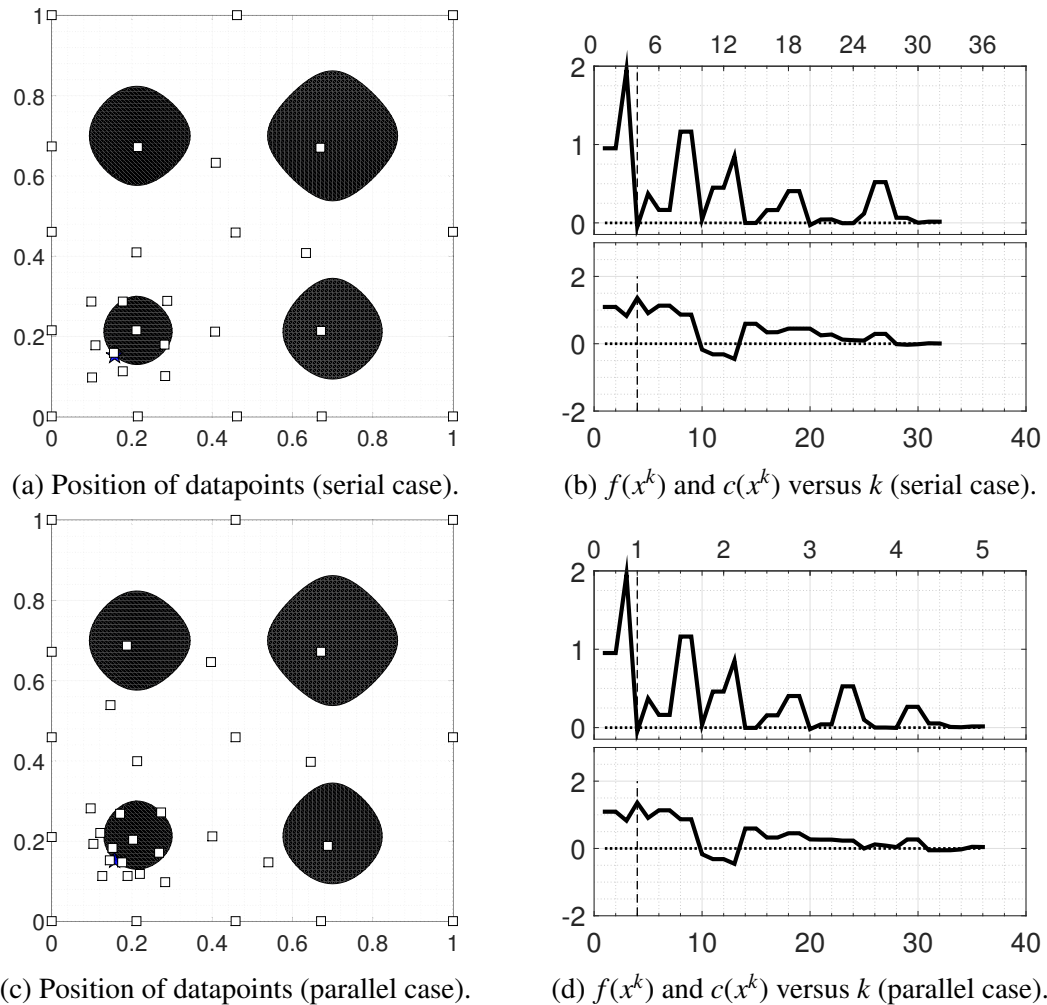 1
0.8
0.6
0.4
0.2
0
0 0.2 0.4 0.6 0.8 1
(a) Position of datapoints (serial case).
0 6 12 18 24 30 36
2
1
0
2
0
-2
0 10 20 30 40
(b) f(x^k) and c(x^k) versus k (serial case).
1
0.8
0.6
0.4
0.2
0
0 0.2 0.4 0.6 0.8 1
(c) Position of datapoints (parallel case).
0 1 2 3 4 5
2
1
0
2
0
-2
0 10 20 30 40
(d) f(x^k) and c(x^k) versus k (parallel case).